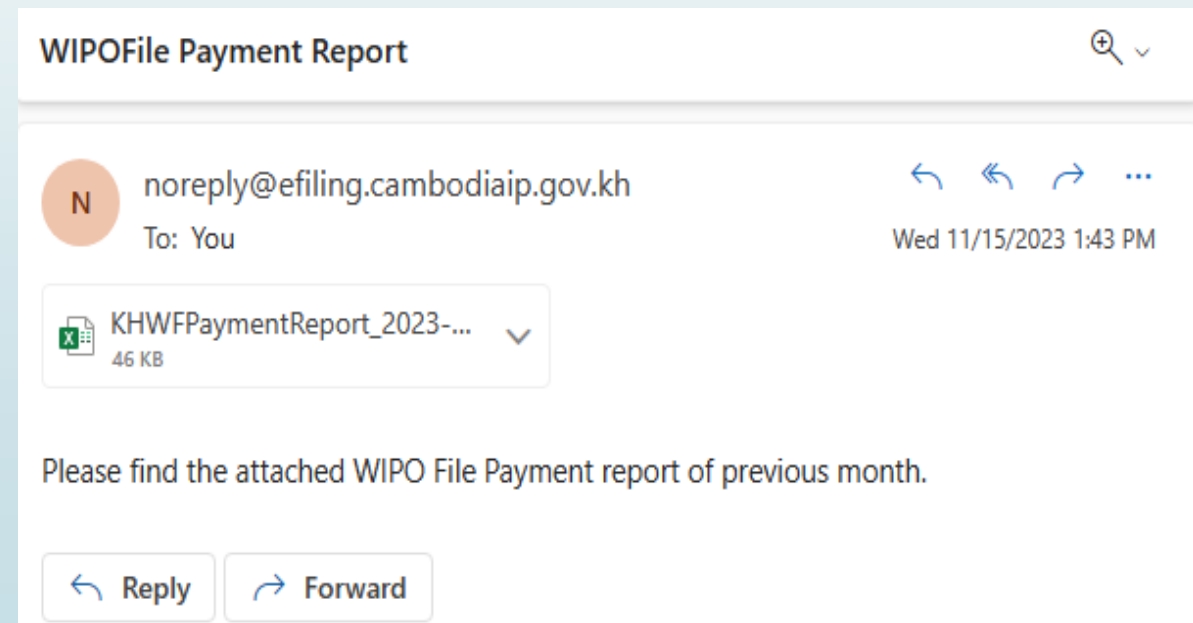 WIPOFile Payment Report
N
noreply@efiling.cambodiaip.gov.kh
To: You
Wed 11/15/2023 1:43 PM
KHWFPaymentReport_2023-...
46 KB
Please find the attached WIPO File Payment report of previous month.
Reply
Forward